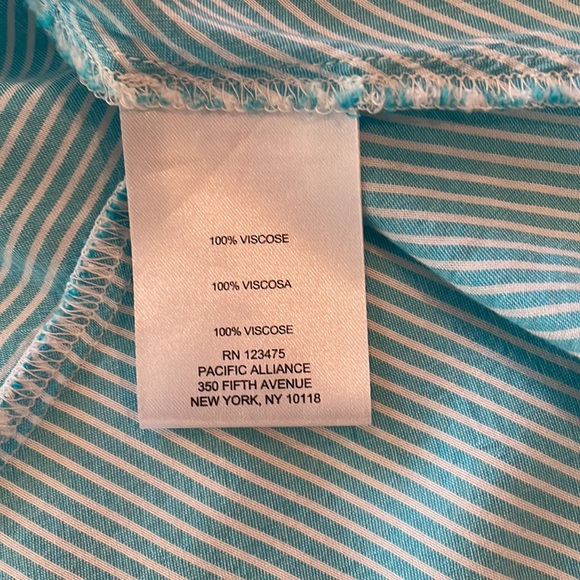 100% VISCOSE
100% VISCOSA
100% VISCOSE
RN 123475
PACIFIC ALLIANCE
350 FIFTH AVENUE
NEW YORK, NY 10118